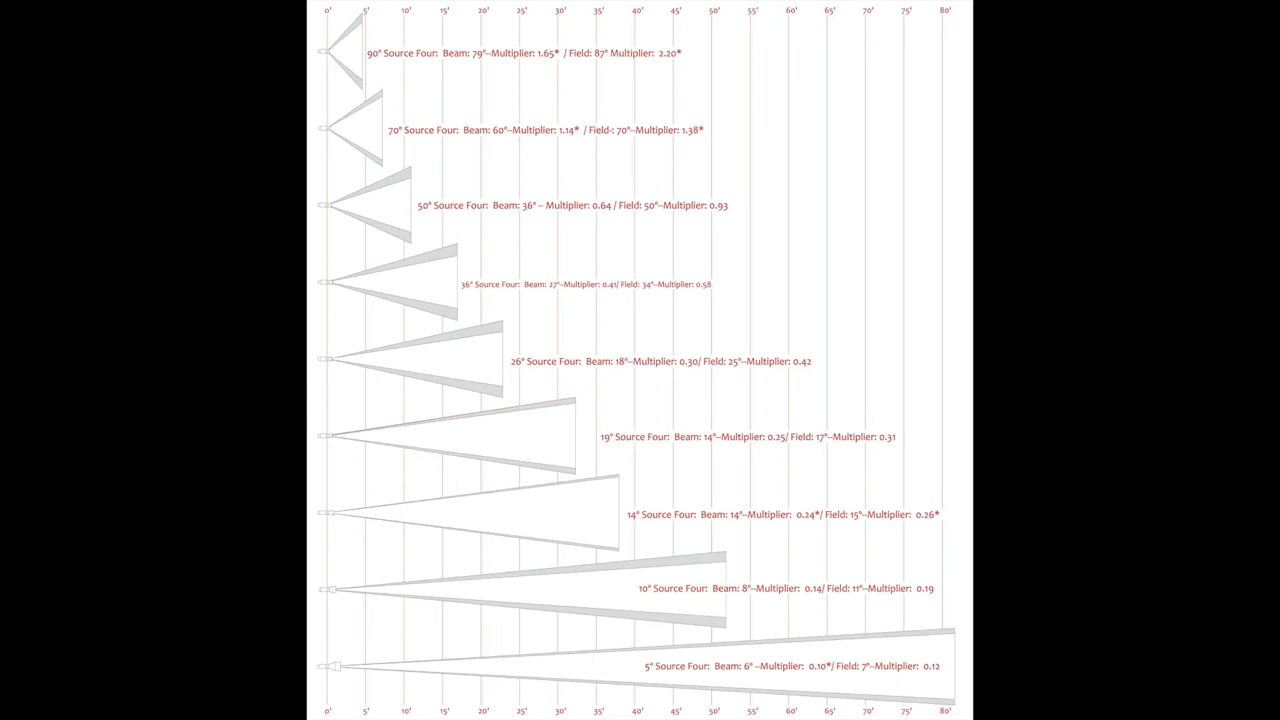 0' 5' 10' 15' 20' 25' 30' 35' 40' 45' 50' 55' 60' 65' 70' 75' 80'
90° Source Four: Beam: 79°–Multiplier: 1.65* / Field: 87° Multiplier: 2.20*
70° Source Four: Beam: 60°–Multiplier: 1.14* / Field-: 70°–Multiplier: 1.38*
50° Source Four: Beam: 36° – Multiplier: 0.64 / Field: 50°–Multiplier: 0.93
36° Source Four: Beam: 27°–Multiplier: 0.41/ Field: 34°–Multiplier: 0.58
26° Source Four: Beam: 18°–Multiplier: 0.30/ Field: 25°–Multiplier: 0.42
19° Source Four: Beam: 14°–Multiplier: 0.25/ Field: 17°–Multiplier: 0.31
14° Source Four: Beam: 14°–Multiplier: 0.24*/ Field: 15°–Multiplier: 0.26*
10° Source Four: Beam: 8°–Multiplier: 0.14/ Field: 11°–Multiplier: 0.19
5° Source Four: Beam: 6° –Multiplier: 0.10*/ Field: 7°–Multiplier: 0.12
0' 5' 10' 15' 20' 25' 30' 35' 40' 45' 50' 55' 60' 65' 70' 75' 80'